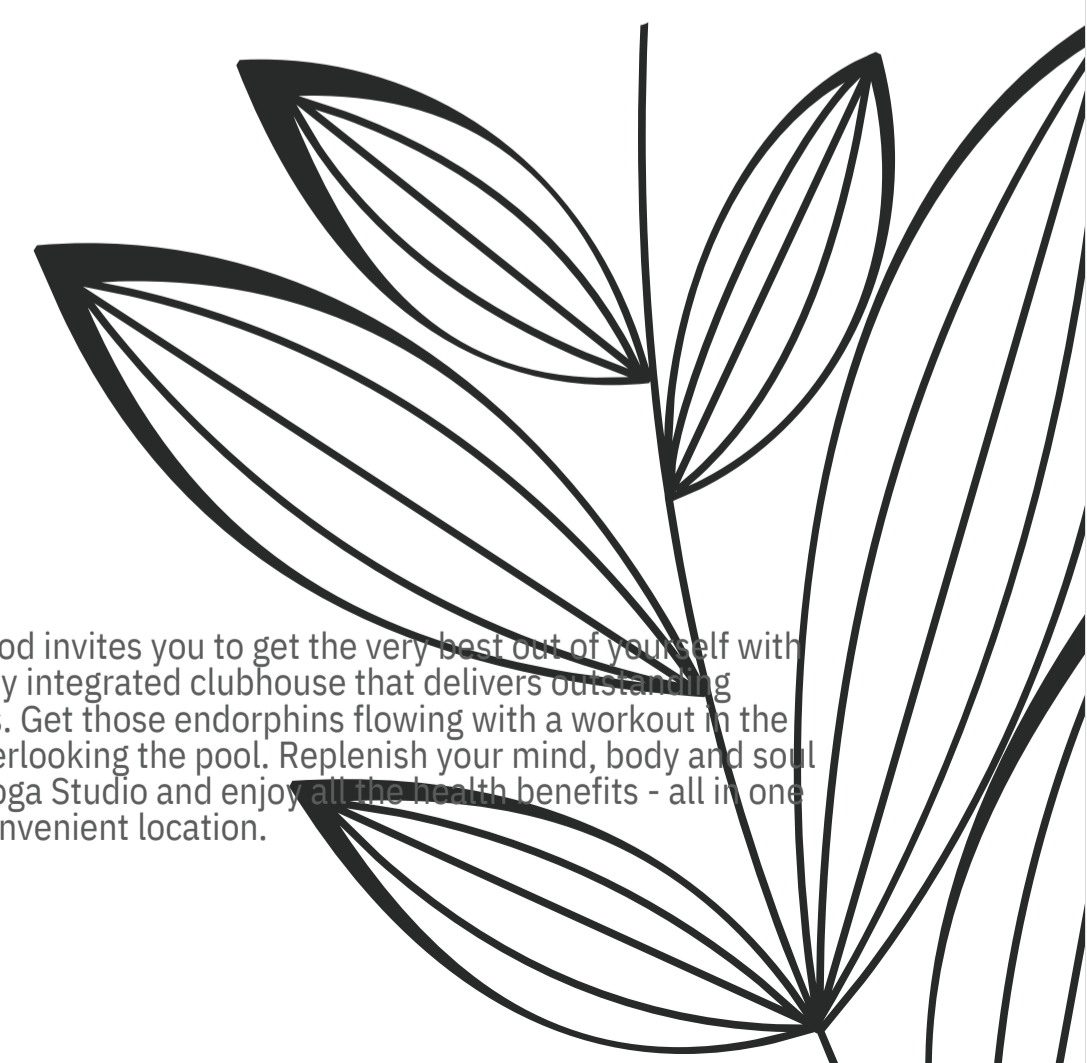 od invites you to get the very best out of yourself with
y integrated clubhouse that delivers outstanding
s. Get those endorphins flowing with a workout in the
erlooking the pool. Replenish your mind, body and soul
oga Studio and enjoy all the health benefits - all in one
nvenient location.